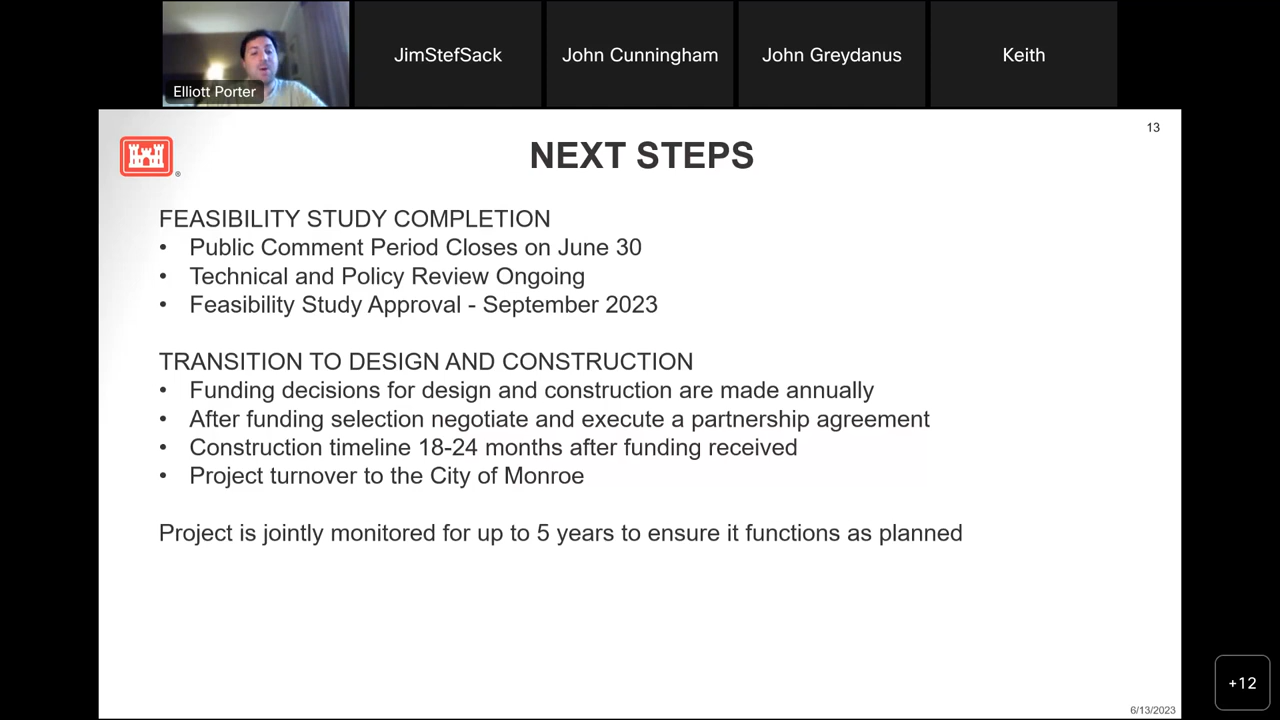 Elliott Porter
JimStefSack
John Cunningham
John Greydanus
Keith
13
NEXT STEPS
®
FEASIBILITY STUDY COMPLETION
• Public Comment Period Closes on June 30
• Technical and Policy Review Ongoing
• Feasibility Study Approval - September 2023
TRANSITION TO DESIGN AND CONSTRUCTION
• Funding decisions for design and construction are made annually
• After funding selection negotiate and execute a partnership agreement
• Construction timeline 18-24 months after funding received
• Project turnover to the City of Monroe
Project is jointly monitored for up to 5 years to ensure it functions as planned
+12
6/13/2023